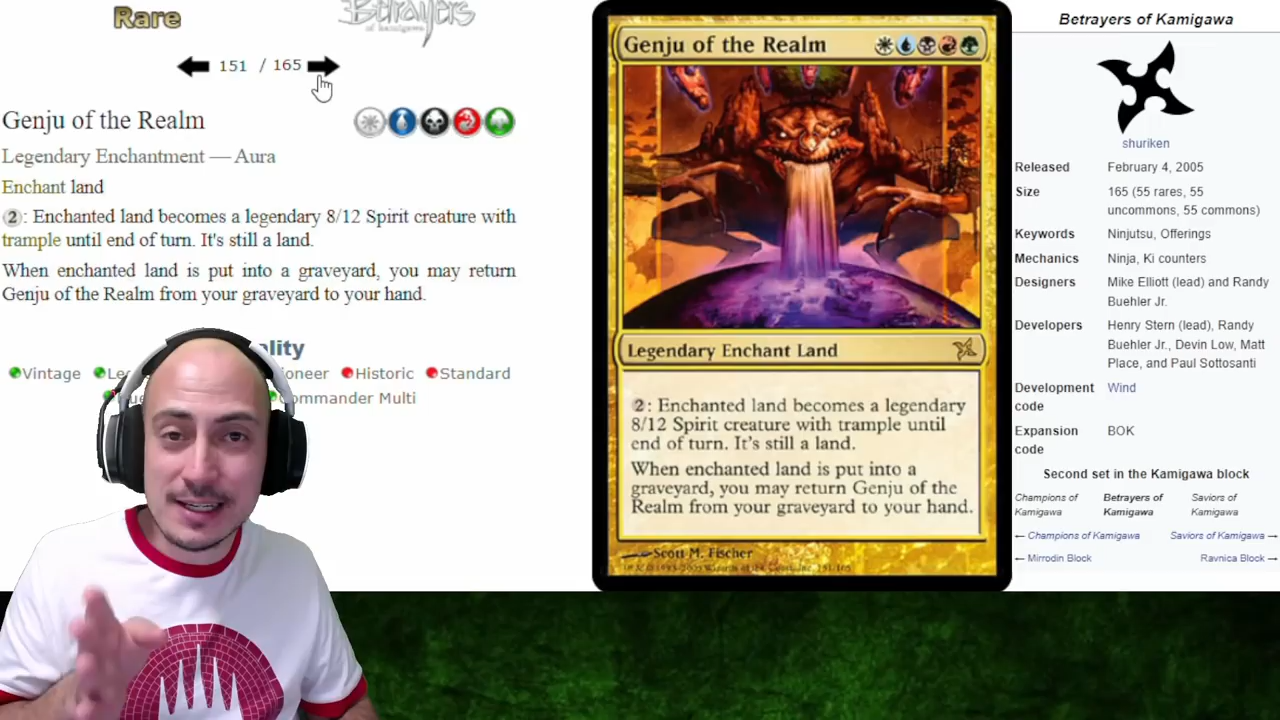 Rare
Betrayers
of kamigawa
151 / 165
Genju of the Realm
Legendary Enchantment — Aura
Enchant land
2: Enchanted land becomes a legendary 8/12 Spirit creature with
trample until end of turn. It's still a land.
When enchanted land is put into a graveyard, you may return
Genju of the Realm from your graveyard to your hand.
ality
Vintage Le oneer Historic Standard
ue Commander Multi
Genju of the Realm
Legendary Enchant Land
2: Enchanted land becomes a legendary
8/12 Spirit creature with trample until
end of turn. It's still a land.
When enchanted land is put into a
graveyard, you may return Genju of the
Realm from your graveyard to your hand.
Scott M. Fischer
151/165
Betrayers of Kamigawa
shuriken
Released February 4, 2005
Size 165 (55 rares, 55
uncommons, 55 commons)
Keywords Ninjutsu, Offerings
Mechanics Ninja, Ki counters
Designers Mike Elliott (lead) and Randy
Buehler Jr.
Developers Henry Stern (lead), Randy
Buehler Jr., Devin Low, Matt
Place, and Paul Sottosanti
Development Wind
code
Expansion BOK
code
Second set in the Kamigawa block
Champions of Betrayers of Saviors of
Kamigawa Kamigawa Kamigawa
← Champions of Kamigawa Saviors of Kamigawa →
← Mirrodin Block Ravnica Block →